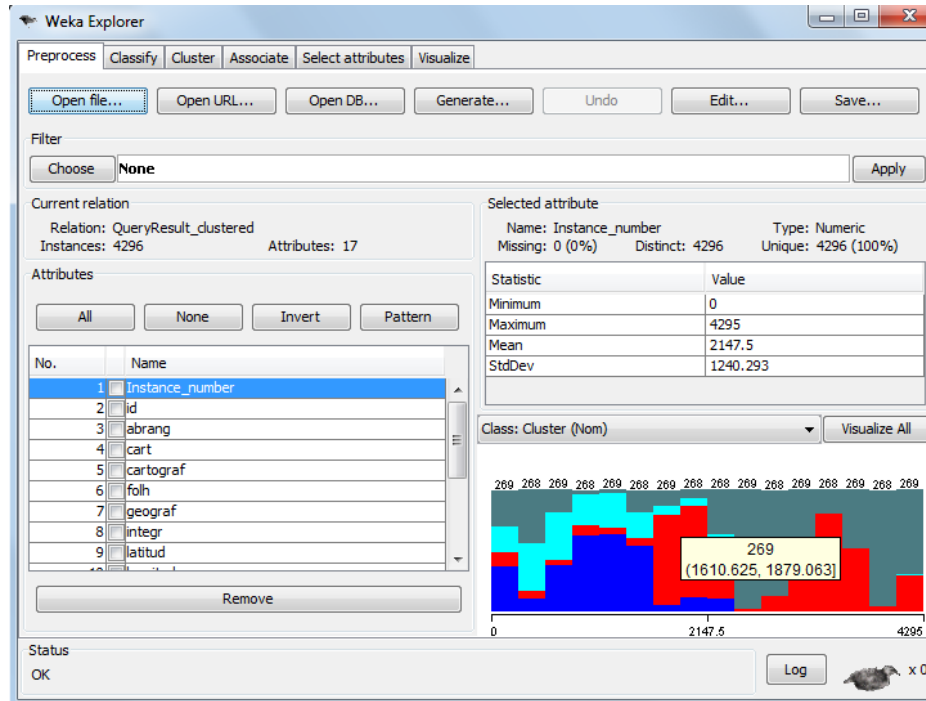 Weka Explorer
Preprocess Classify Cluster Associate Select attributes Visualize
Open file... Open URL... Open DB... Generate... Undo Edit... Save...
Filter
Choose None Apply
Current relation
Relation: QueryResult_clustered
Instances: 4296 Attributes: 17
Attributes
All None Invert Pattern
No. Name
1 Instance_number
2 id
3 abrang
4 cart
5 cartograf
6 folh
7 geograf
8 integr
9 latitud
Remove
Selected attribute
Name: Instance_number Type: Numeric
Missing: 0 (0%) Distinct: 4296 Unique: 4296 (100%)
Statistic Value
Minimum 0
Maximum 4295
Mean 2147.5
StdDev 1240.293
Class: Cluster (Nom) Visualize All
269 268 269 268 269 268 269 268 268 269 268 269 268 269 268 269
269
(1610.625, 1879.063]
0 2147.5 4295
Status
OK
Log x 0